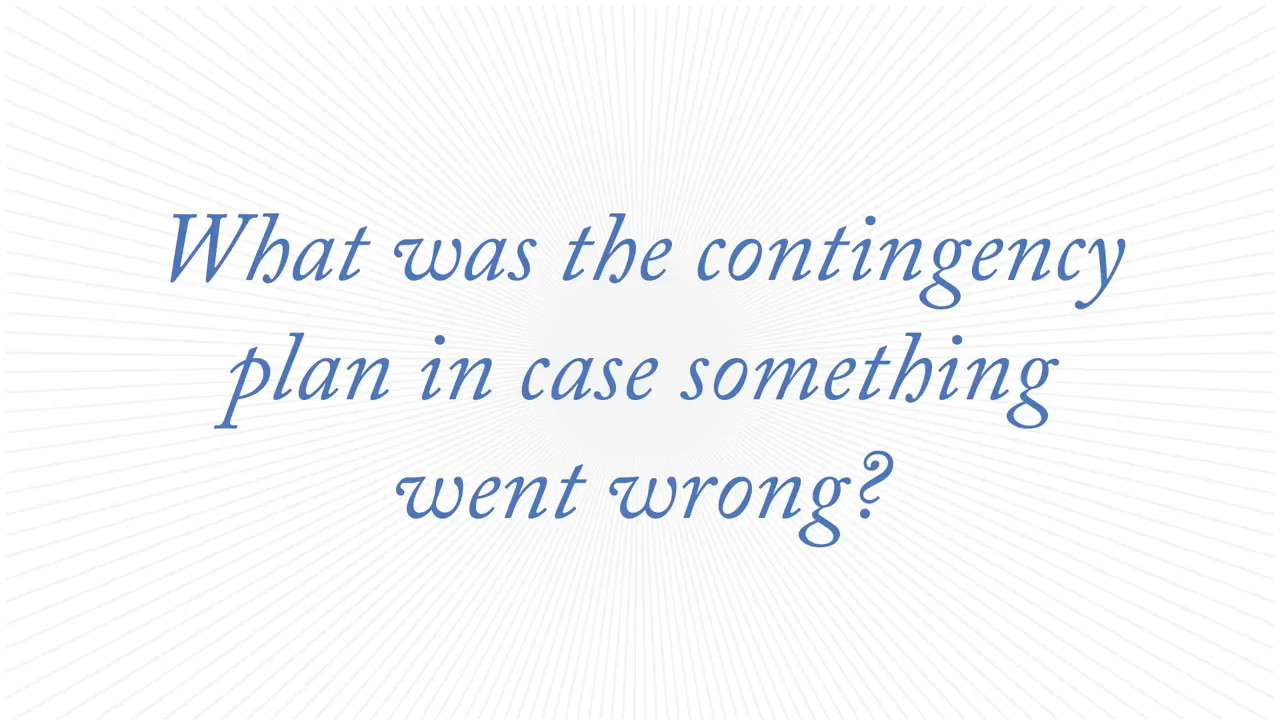 What was the contingency
plan in case something
went wrong?